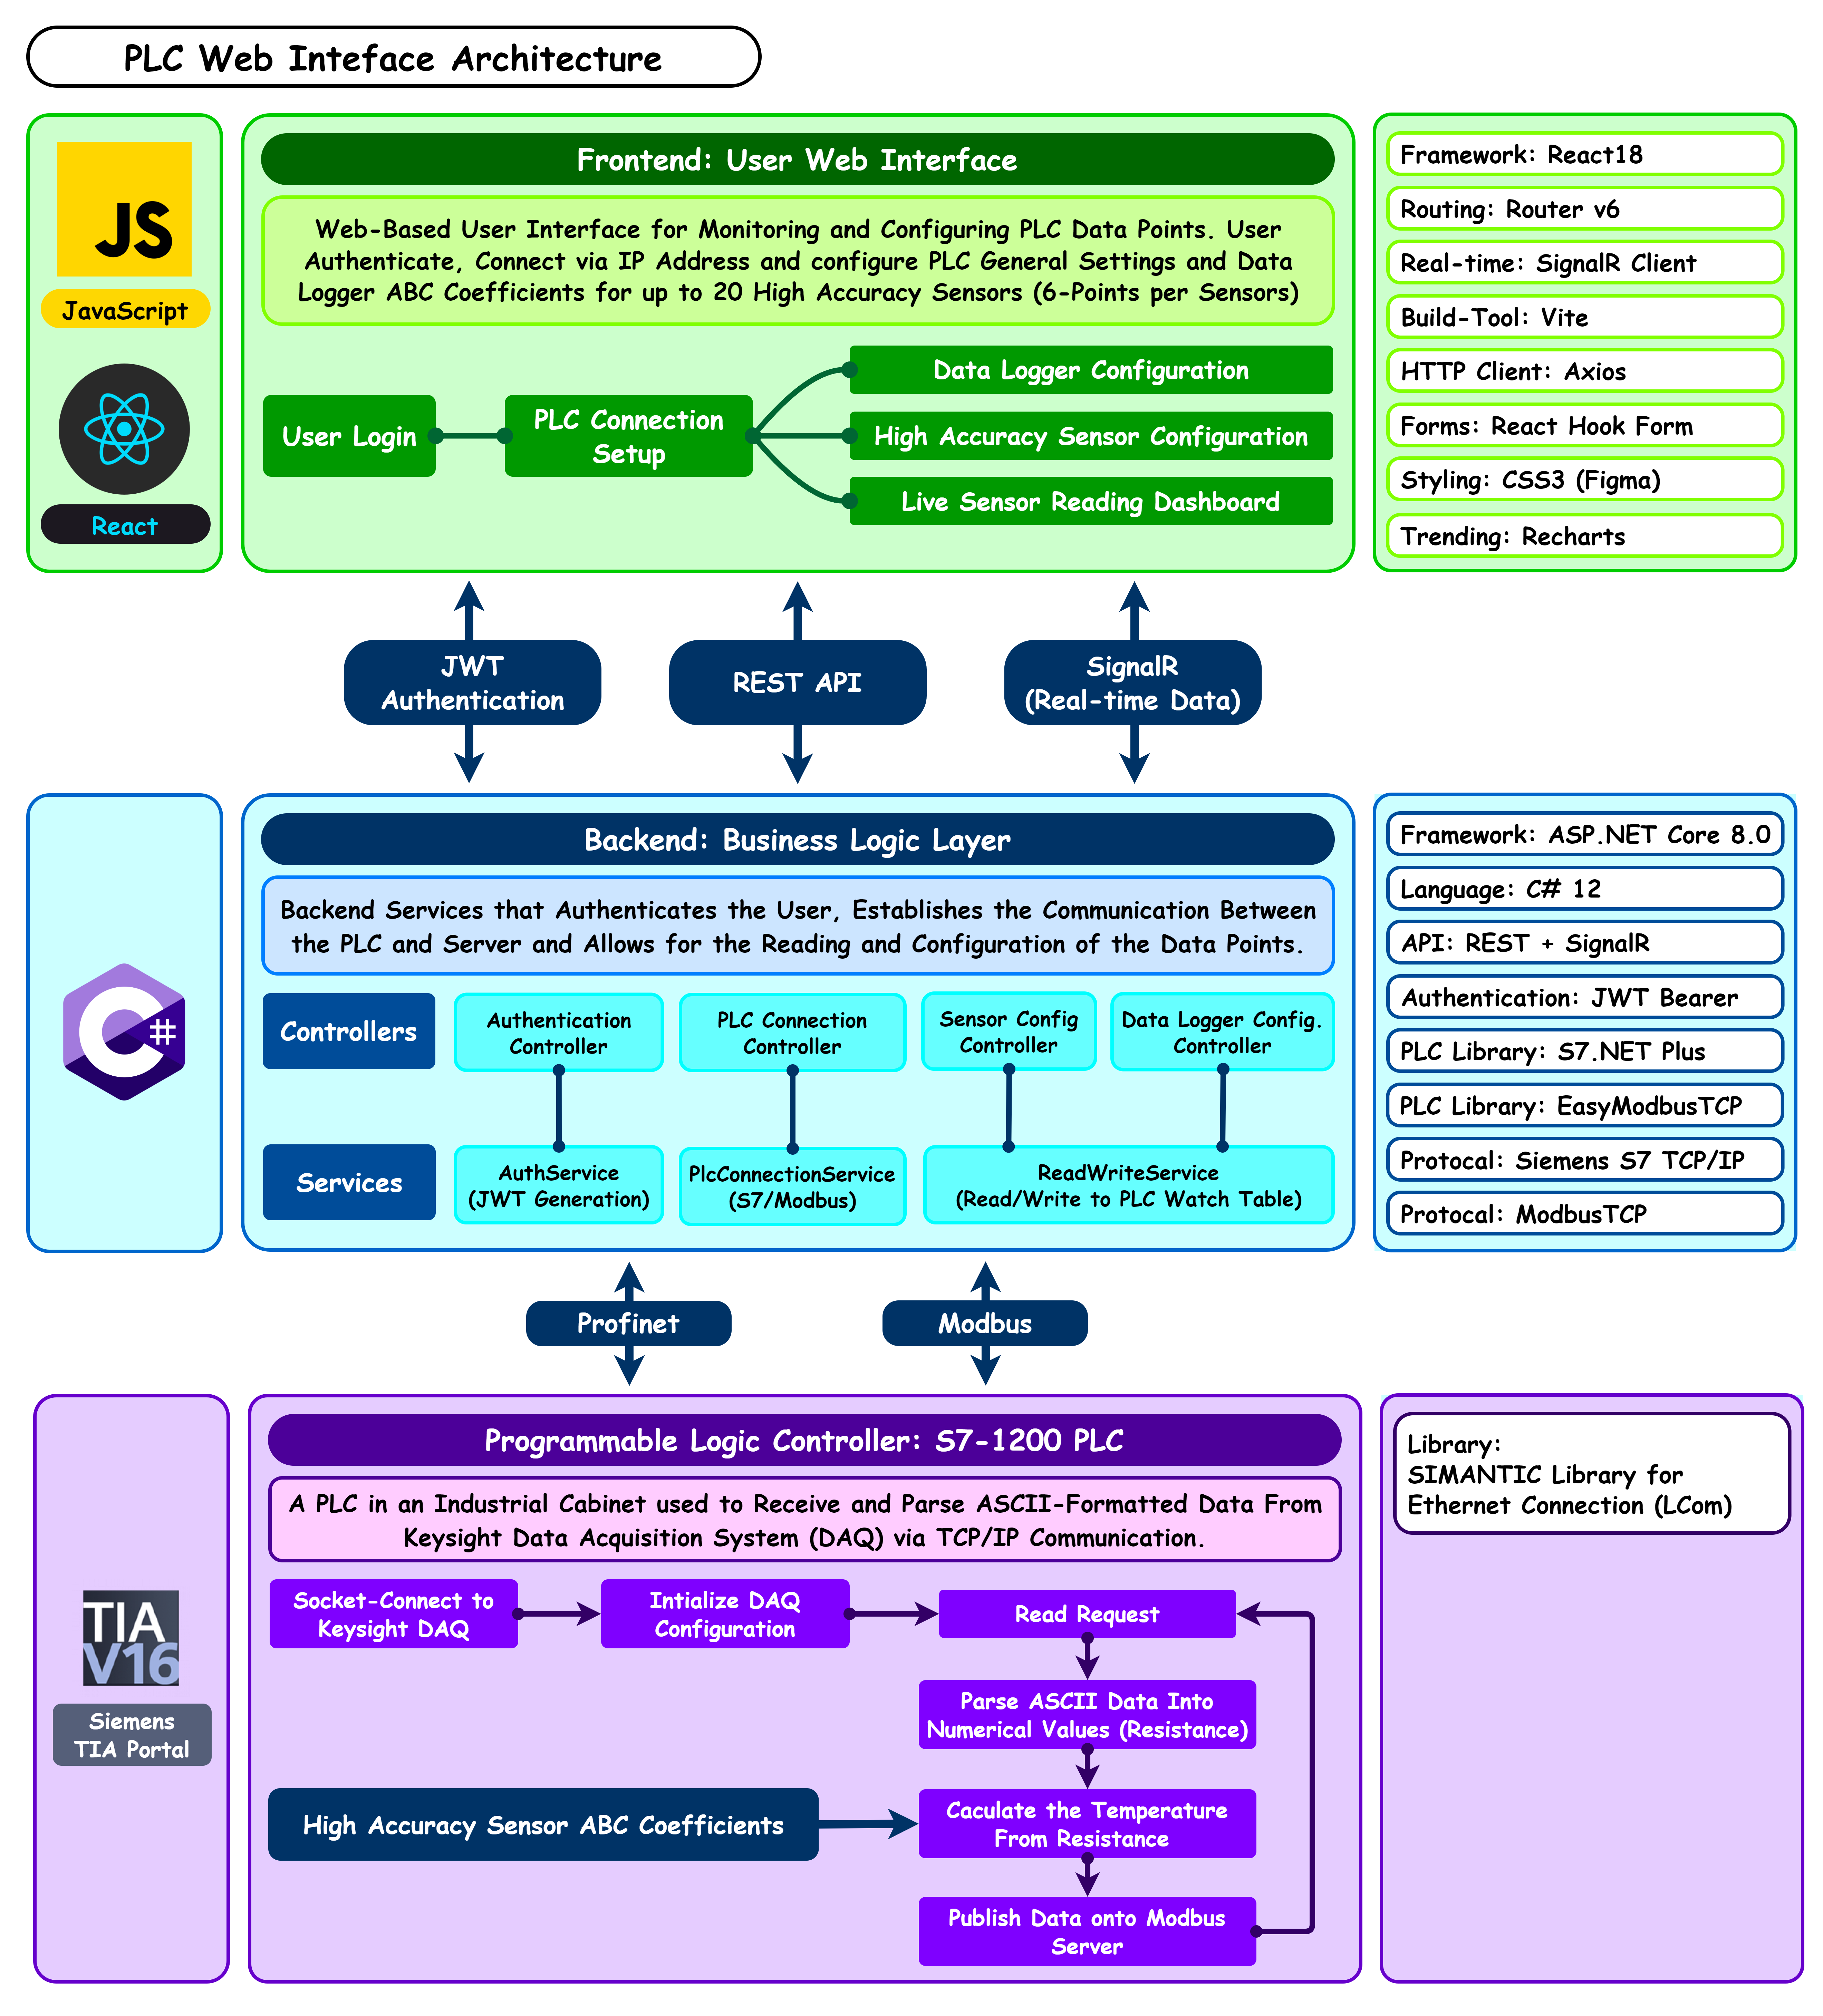 PLC Web Inteface Architecture
JS
JavaScript
React
Frontend: User Web Interface
Web-Based User Interface for Monitoring and Configuring PLC Data Points. User
Authenticate, Connect via IP Address and configure PLC General Settings and Data
Logger ABC Coefficients for up to 20 High Accuracy Sensors (6-Points per Sensors)
User Login
PLC Connection
Setup
Data Logger Configuration
High Accuracy Sensor Configuration
Live Sensor Reading Dashboard
Framework: React18
Routing: Router v6
Real-time: SignalR Client
Build-Tool: Vite
HTTP Client: Axios
Forms: React Hook Form
Styling: CSS3 (Figma)
Trending: Recharts
JWT
Authentication
REST API
SignalR
(Real-time Data)
C#
Backend: Business Logic Layer
Backend Services that Authenticates the User, Establishes the Communication Between
the PLC and Server and Allows for the Reading and Configuration of the Data Points.
Controllers
Authentication
Controller
PLC Connection
Controller
Sensor Config
Controller
Data Logger Config.
Controller
Services
AuthService
(JWT Generation)
PlcConnectionService
(S7/Modbus)
ReadWriteService
(Read/Write to PLC Watch Table)
Framework: ASP.NET Core 8.0
Language: C# 12
API: REST + SignalR
Authentication: JWT Bearer
PLC Library: S7.NET Plus
PLC Library: EasyModbusTCP
Protocal: Siemens S7 TCP/IP
Protocal: ModbusTCP
Profinet
Modbus
TIA
V16
Siemens
TIA Portal
Programmable Logic Controller: S7-1200 PLC
A PLC in an Industrial Cabinet used to Receive and Parse ASCII-Formatted Data From
Keysight Data Acquisition System (DAQ) via TCP/IP Communication.
Socket-Connect to
Keysight DAQ
Intialize DAQ
Configuration
Read Request
Parse ASCII Data Into
Numerical Values (Resistance)
High Accuracy Sensor ABC Coefficients
Caculate the Temperature
From Resistance
Publish Data onto Modbus
Server
Library:
SIMANTIC Library for
Ethernet Connection (LCom)